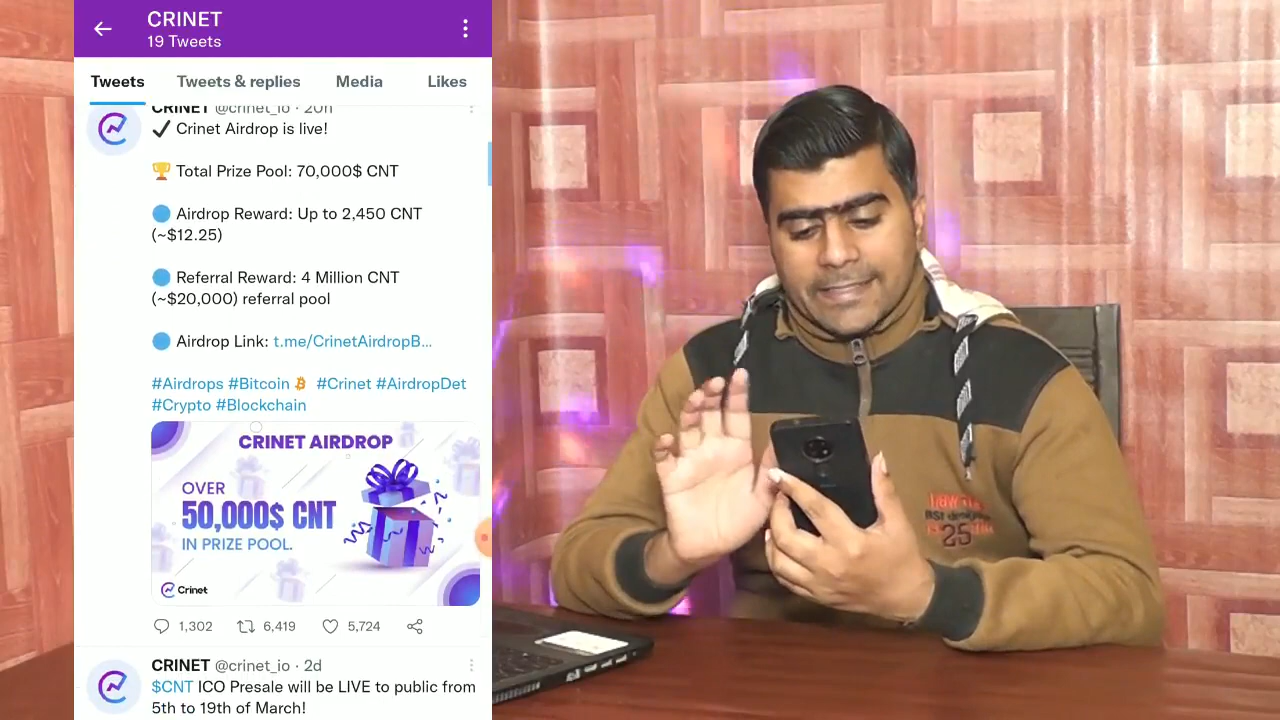 CRINET
19 Tweets
Tweets Tweets & replies Media Likes
CRINET @crinet_io · 20h
✔ Crinet Airdrop is live!
🏆 Total Prize Pool: 70,000$ CNT
🔵 Airdrop Reward: Up to 2,450 CNT
(~$12.25)
🔵 Referral Reward: 4 Million CNT
(~$20,000) referral pool
🔵 Airdrop Link: t.me/CrinetAirdropB...
#Airdrops #Bitcoin #Crinet #AirdropDet
#Crypto #Blockchain
CRINET AIRDROP
OVER
50,000$ CNT
IN PRIZE POOL.
Crinet
1,302 6,419 5,724
CRINET @crinet_io · 2d
$CNT ICO Presale will be LIVE to public from
5th to 19th of March!
25